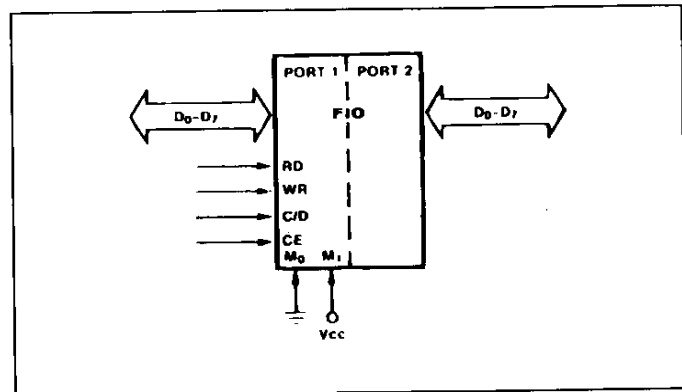 PORT 1 PORT 2
FIO
D0-D7
D0-D7
RD
WR
C/D
CE
M0 M1
Vcc